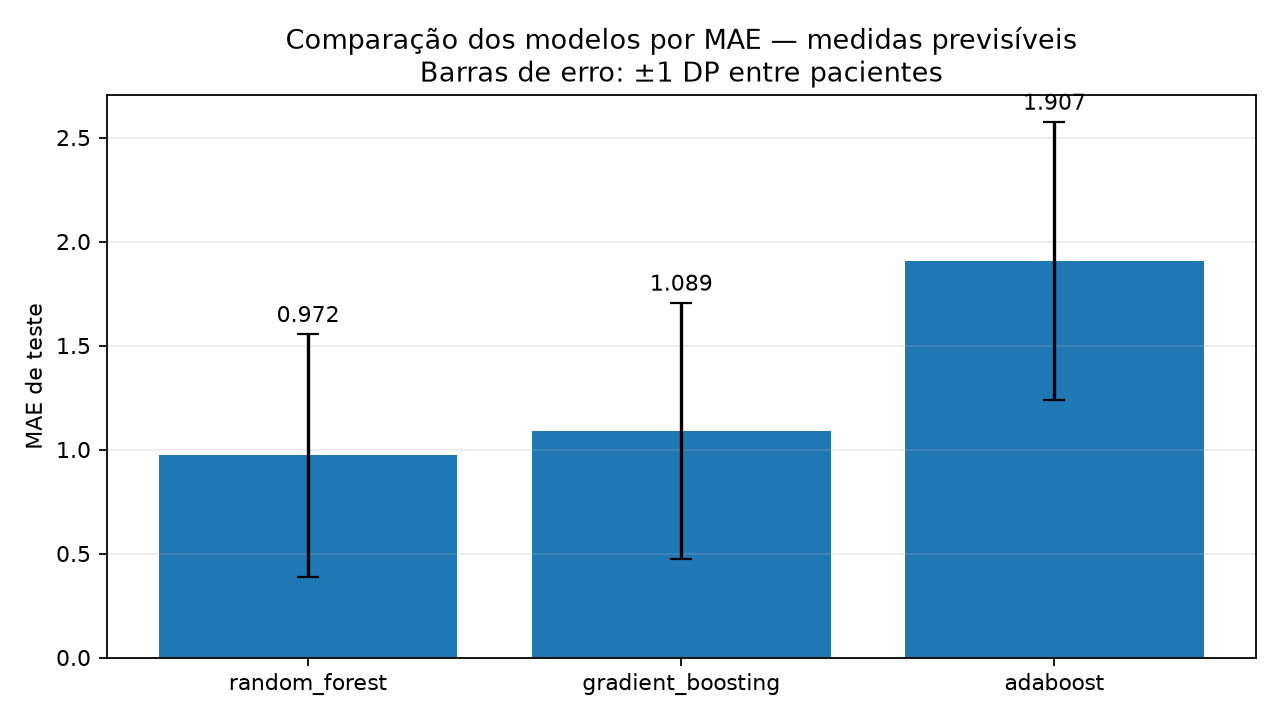 Comparação dos modelos por MAE — medidas previsíveis
Barras de erro: ±1 DP entre pacientes
1.907
2.5
2.0
1.089
0.972
1.5
MAE de teste
1.0
0.5
0.0
random_forest
gradient_boosting
adaboost